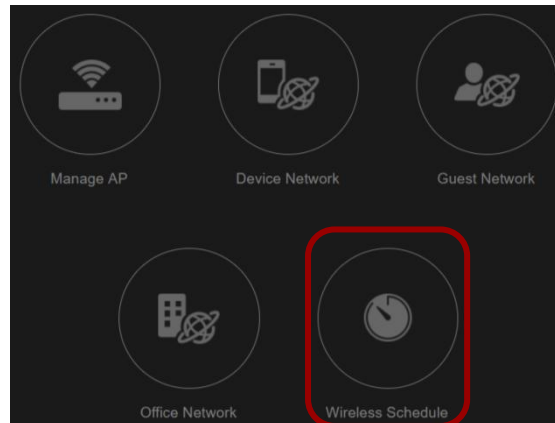 Manage AP
Device Network
Guest Network
Office Network
Wireless Schedule